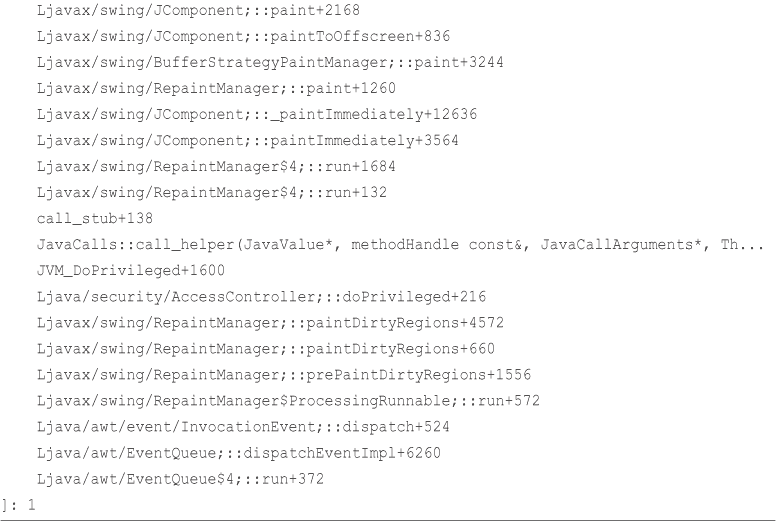 Ljavax/swing/JComponent;::paint+2168
Ljavax/swing/JComponent;::paintToOffscreen+836
Ljavax/swing/BufferStrategyPaintManager;::paint+3244
Ljavax/swing/RepaintManager;::paint+1260
Ljavax/swing/JComponent;::_paintImmediately+12636
Ljavax/swing/JComponent;::paintImmediately+3564
Ljavax/swing/RepaintManager$4;::run+1684
Ljavax/swing/RepaintManager$4;::run+132
call_stub+138
JavaCalls::call_helper(JavaValue*, methodHandle const&, JavaCallArguments*, Th...
JVM_DoPrivileged+1600
Ljava/security/AccessController;::doPrivileged+216
Ljavax/swing/RepaintManager;::paintDirtyRegions+4572
Ljavax/swing/RepaintManager;::paintDirtyRegions+660
Ljavax/swing/RepaintManager;::prePaintDirtyRegions+1556
Ljavax/swing/RepaintManager$ProcessingRunnable;::run+572
Ljava/awt/event/InvocationEvent;::dispatch+524
Ljava/awt/EventQueue;::dispatchEventImpl+6260
Ljava/awt/EventQueue$4;::run+372
]: 1